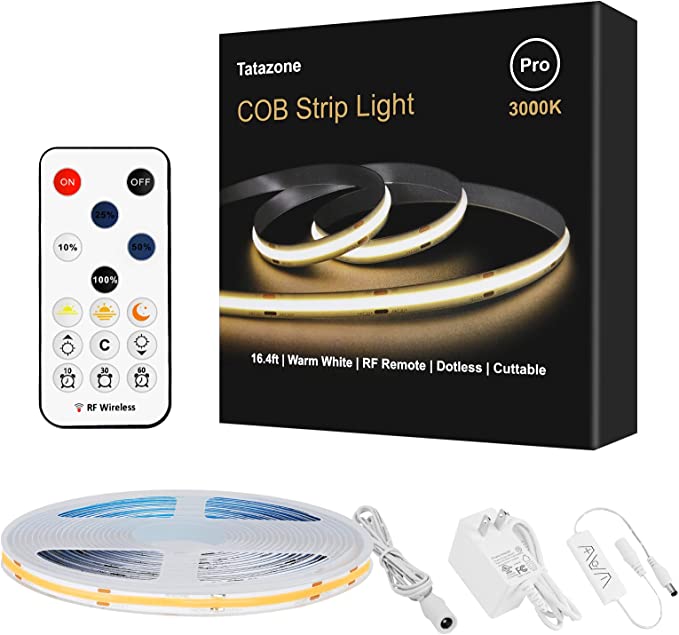 Tatazone
Pro
COB Strip Light
3000K
16.4ft | Warm White | RF Remote | Dotless | Cuttable
ON
OFF
25%
10%
50%
100%
C
10
30
60
RF Wireless